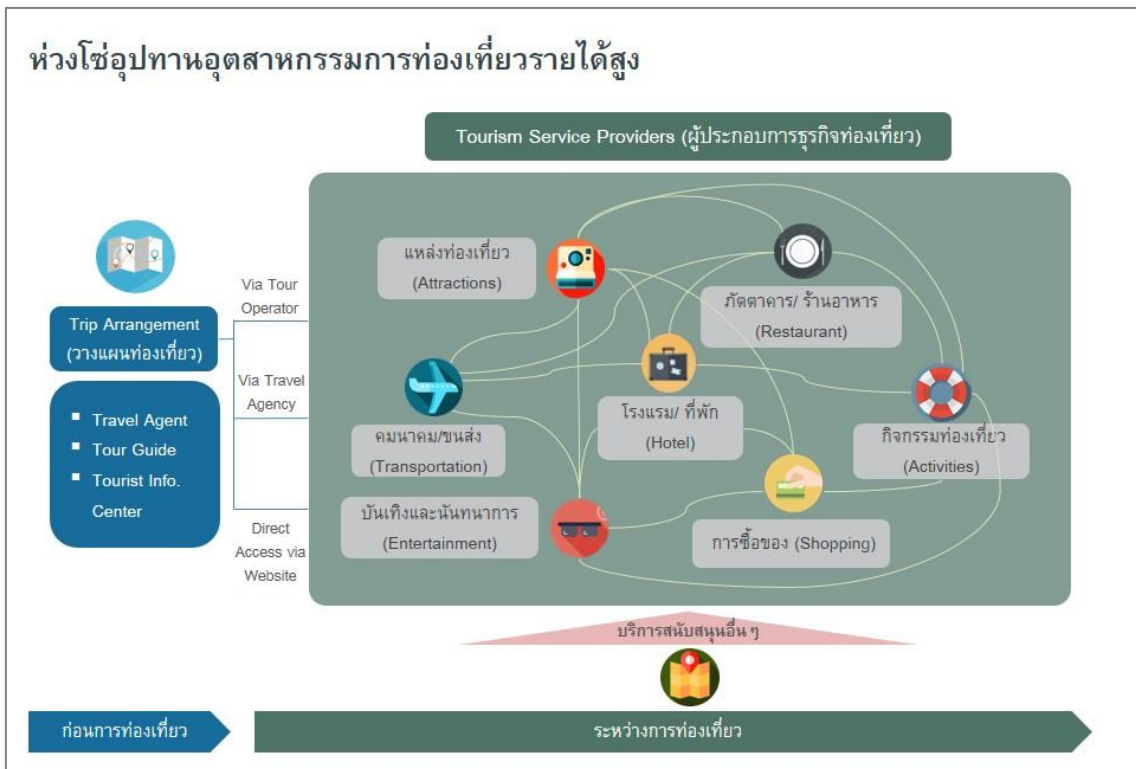 ห่วงโซ่อุปทานอุตสาหกรรมการท่องเที่ยวรายได้สูง
Tourism Service Providers (ผู้ประกอบการธุรกิจท่องเที่ยว)
Trip Arrangement
(วางแผนท่องเที่ยว)
▪ Travel Agent
▪ Tour Guide
▪ Tourist Info.
Center
Via Tour
Operator
Via Travel
Agency
Direct
Access via
Website
แหล่งท่องเที่ยว
(Attractions)
ภัตตาคาร/ ร้านอาหาร
(Restaurant)
คมนาคม/ขนส่ง
(Transportation)
โรงแรม/ ที่พัก
(Hotel)
กิจกรรมท่องเที่ยว
(Activities)
บันเทิงและนันทนาการ
(Entertainment)
การซื้อของ (Shopping)
บริการสนับสนุนอื่น ๆ
ก่อนการท่องเที่ยว
ระหว่างการท่องเที่ยว